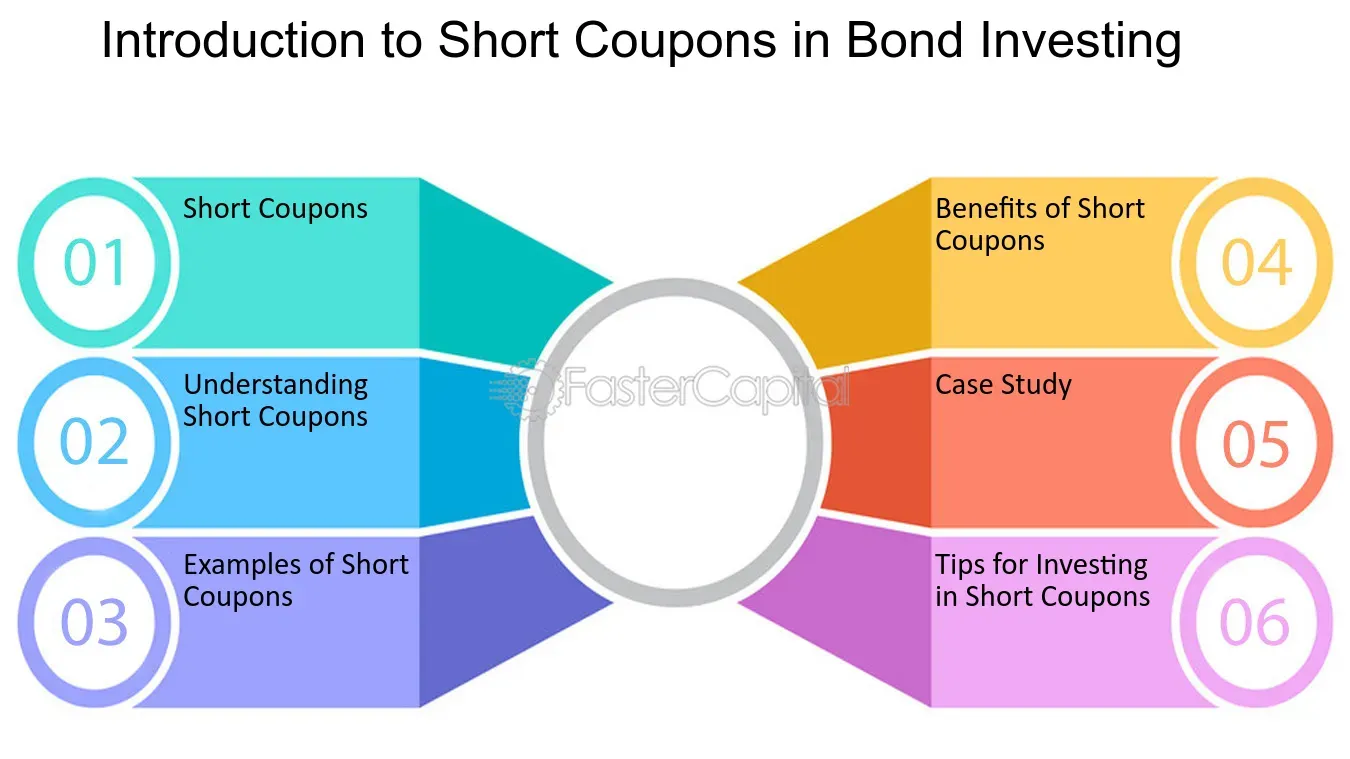 Introduction to Short Coupons in Bond Investing
01
Short Coupons
02
Understanding
Short Coupons
03
Examples of Short
Coupons
FasterCapital
Benefits of Short
Coupons
04
Case Study
05
Tips for Investing
in Short Coupons
06